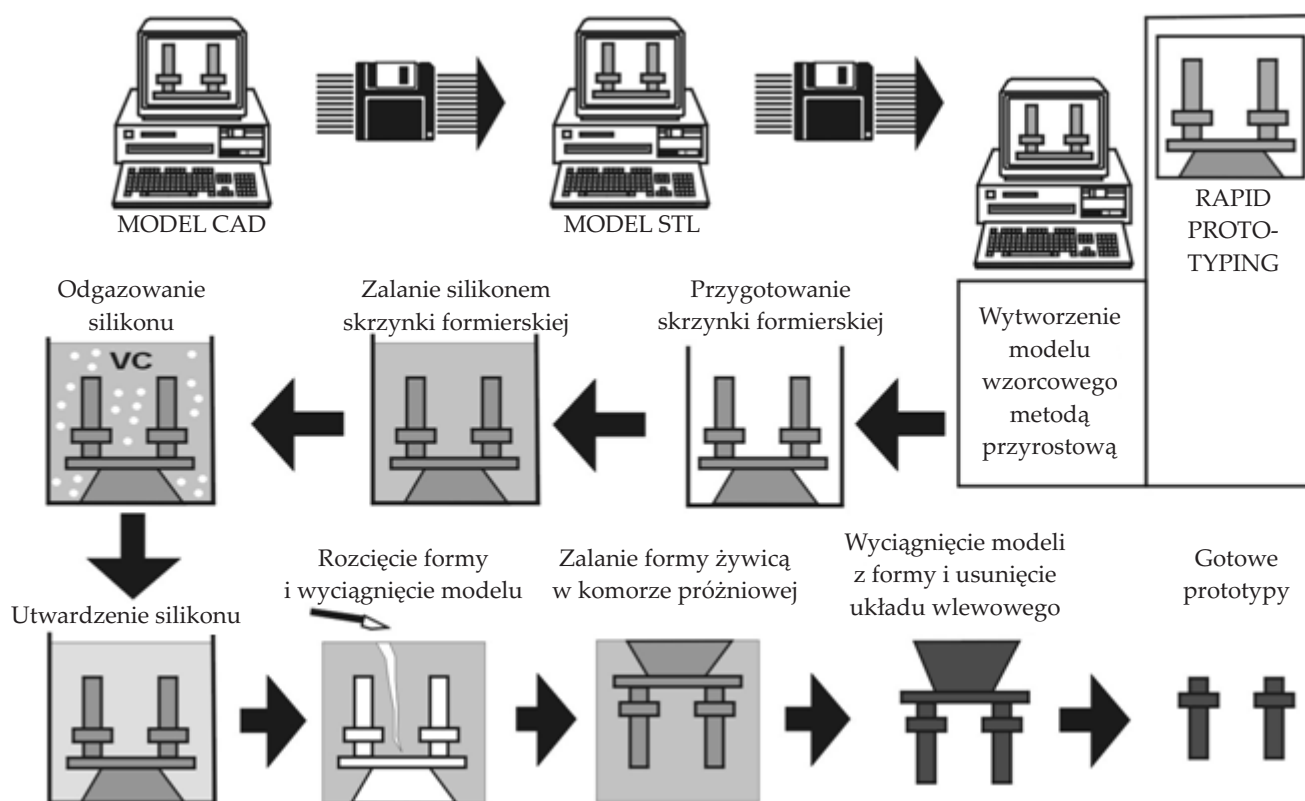 MODEL CAD
MODEL STL
RAPID
PROTO-
TYPING
Wytworzenie
modelu
wzorcowego
metodą
przyrostową
Przygotowanie
skrzynki formierskiej
Zalanie silikonem
skrzynki formierskiej
Odgazowanie
silikonu
VC
Utwardzenie silikonu
Rozcięcie formy
i wyciągnięcie modelu
Zalanie formy żywicą
w komorze próżniowej
Wyciągnięcie modeli
z formy i usunięcie
układu wlewowego
Gotowe
prototypy